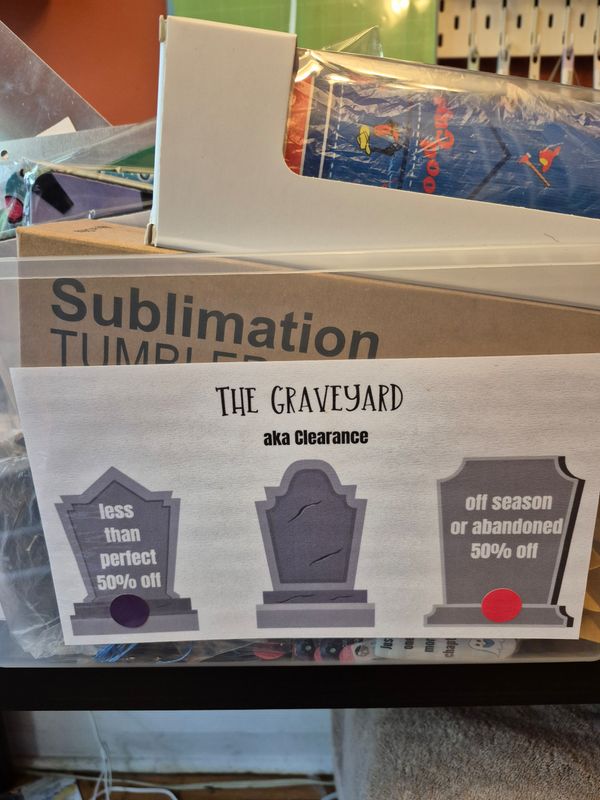 Sublimation
THE GRAVEYARD
aka Clearance
less
than
perfect
50% off
off season
or abandoned
50% off